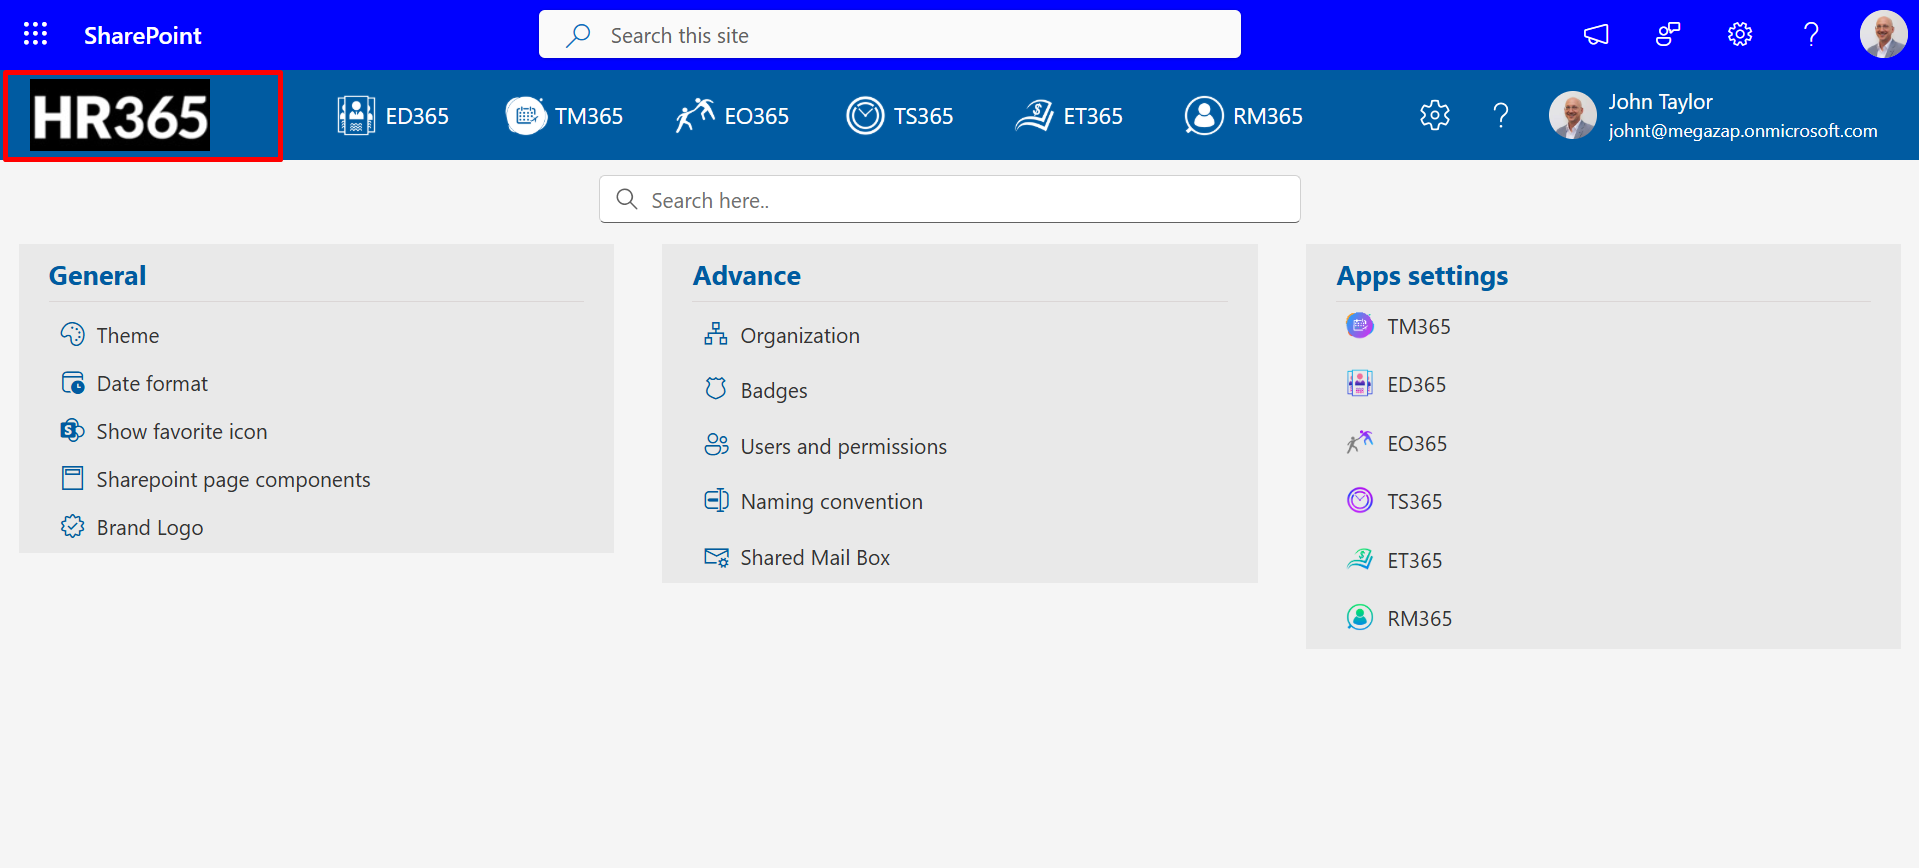 SharePoint
Search this site
HR365
ED365
TM365
EO365
TS365
ET365
RM365
John Taylor
johnt@megazap.onmicrosoft.com
Search here..
General
Theme
Date format
Show favorite icon
Sharepoint page components
Brand Logo
Advance
Organization
Badges
Users and permissions
Naming convention
Shared Mail Box
Apps settings
TM365
ED365
EO365
TS365
ET365
RM365